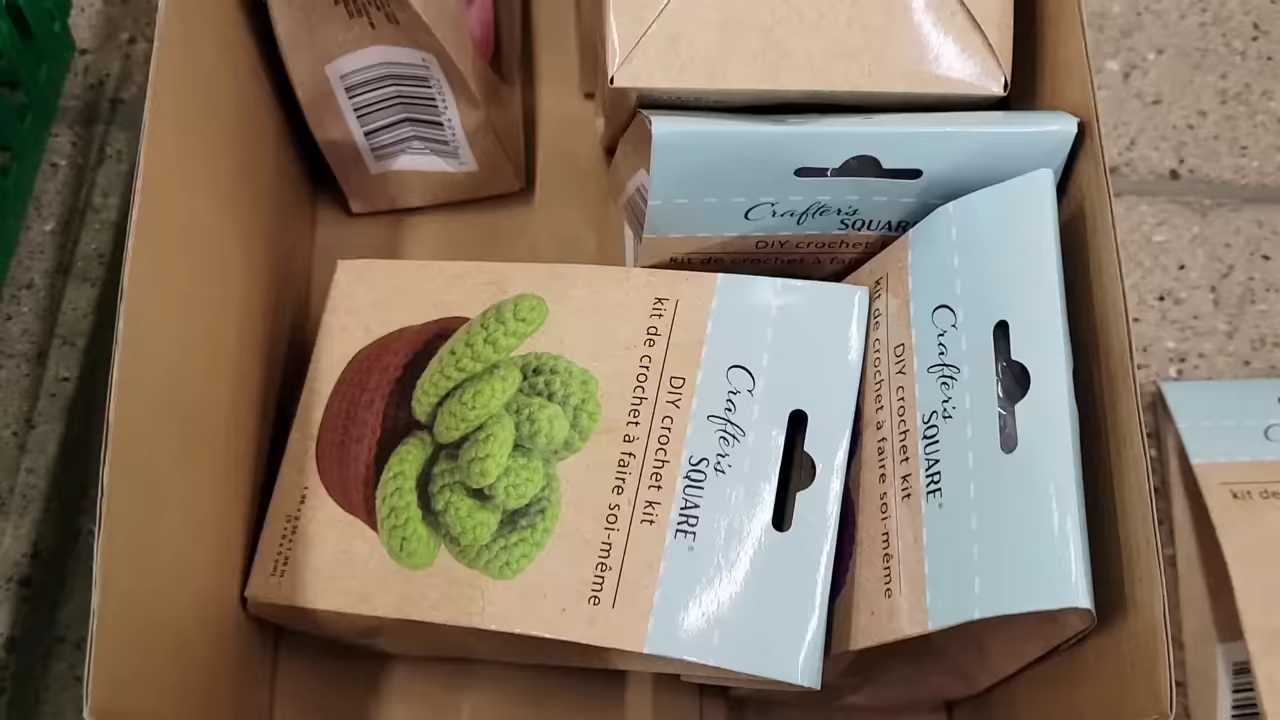 Crafter's
SQUARE
DIY crochet
kit de crochet à fai
Crafter's
SQUARE®
DIY crochet kit
kit de crochet à faire soi-même
Crafter's
SQUARE®
DIY crochet kit
kit de crochet à faire soi-même
kit de